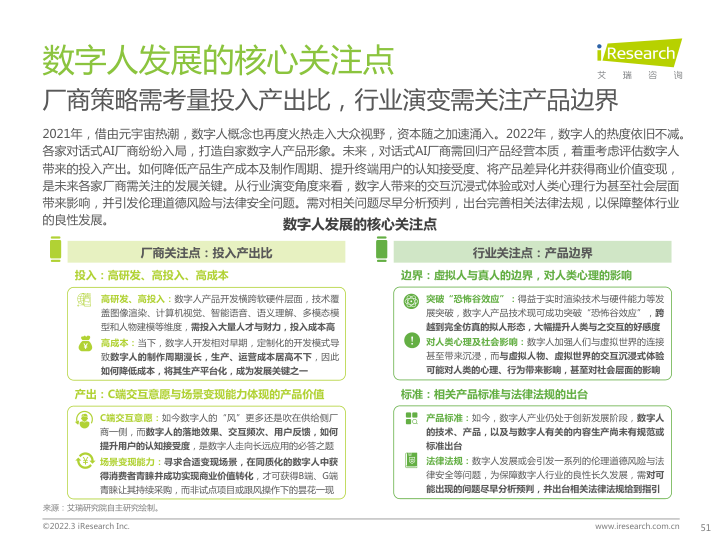 数字人发展的核心关注点
iResearch
艾 瑞 咨 询
厂商策略需考量投入产出比，行业演变需关注产品边界
2021年，借由元宇宙热潮，数字人概念也再度火热走入大众视野，资本随之加速涌入。2022年，数字人的热度依旧不减。
各家对话式AI厂商纷纷入局，打造自家数字人产品形象。未来，对话式AI厂商需回归产品经营本质，着重考虑评估数字人
带来的投入产出。如何降低产品生产成本及制作周期、提升终端用户的认知接受度、将产品差异化并获得商业价值变现，
是未来各家厂商需关注的发展关键。从行业演变角度来看，数字人带来的交互沉浸式体验或对人类心理行为甚至社会层面
带来影响，并引发伦理道德风险与法律安全问题。需对相关问题尽早分析预判，出台完善相关法律法规，以保障整体行业
的良性发展。
数字人发展的核心关注点
厂商关注点：投入产出比
投入：高研发、高投入、高成本
高研发、高投入：数字人产品开发横跨软硬件层面，技术覆
盖图像渲染、计算机视觉、智能语音、语义理解、多模态模
型和人物建模等维度，需投入大量人才与财力，投入成本高
高成本：当下，数字人开发相对早期，定制化的开发模式导
致数字人的制作周期漫长，生产、运营成本居高不下，因此
如何降低成本，将其生产平台化，成为发展关键之一
产出：C端交互意愿与场景变现能力体现的产品价值
C端交互意愿：如今数字人的“风”更多还是吹在供给侧厂
商一侧，而数字人的落地效果、交互频次、用户反馈，如何
提升用户的认知接受度，是数字人走向长远应用的必答之题
场景变现能力：寻求合适变现场景，在同质化的数字人中获
得消费者青睐并成功实现商业价值转化，才可获得B端、G端
青睐让其持续采购，而非试点项目或跟风操作下的昙花一现
行业关注点：产品边界
边界：虚拟人与真人的边界，对人类心理的影响
突破“恐怖谷效应”：得益于实时渲染技术与硬件能力等发
展突破，数字人产品技术现可成功突破“恐怖谷效应”，跨
越到完全仿真的拟人形态，大幅提升人类与之交互的好感度
对人类心理及社会影响：数字人加强人们与虚拟世界的连接
甚至带来沉浸，而与虚拟人物、虚拟世界的交互沉浸式体验
可能对人类的心理、行为带来影响，甚至对社会层面的影响
标准：相关产品标准与法律法规的出台
产品标准：如今，数字人产业仍处于创新发展阶段，数字人
的技术、产品，以及与数字人有关的内容生产尚未有规范或
标准出台
法律法规：数字人发展或会引发一系列的伦理道德风险与法
律安全等问题，为保障数字人行业的良性长久发展，需对可
能出现的问题尽早分析预判，并出台相关法律法规给到指引
来源：艾瑞研究院自主研究绘制。
©2022.3 iResearch Inc.
www.iresearch.com.cn
51